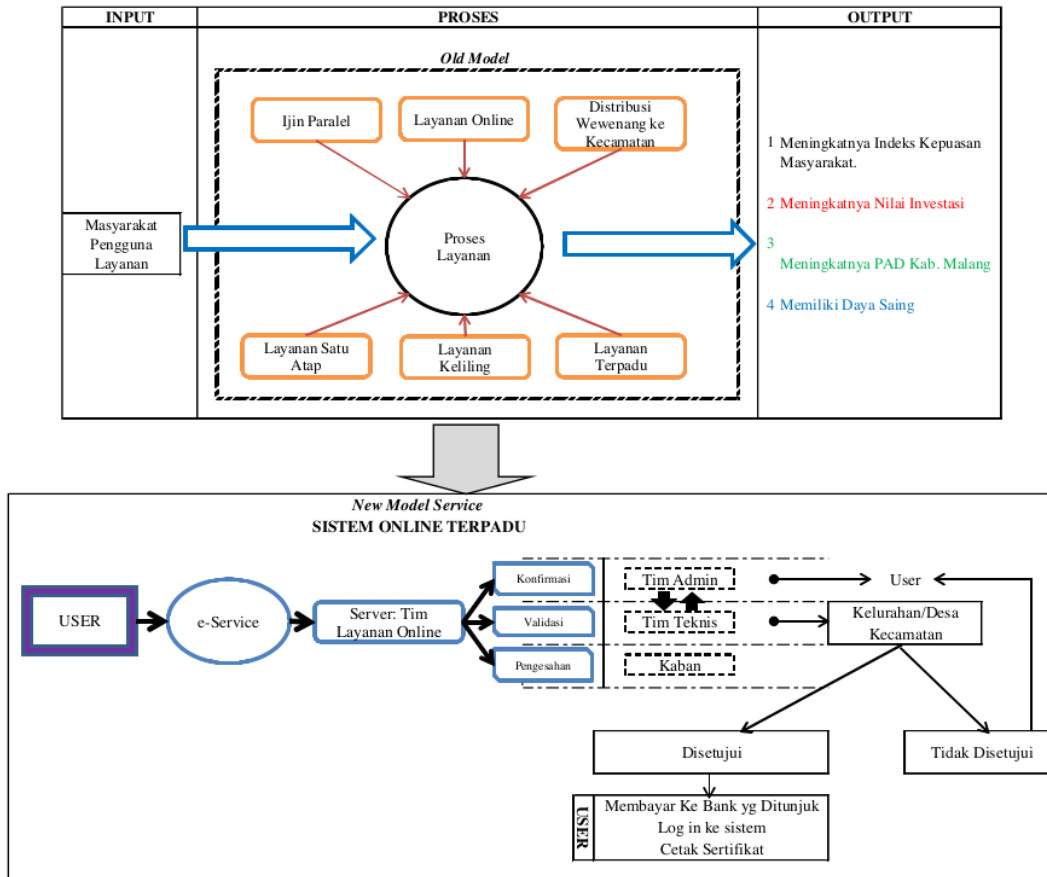 INPUT
PROSES
OUTPUT
Old Model
Ijin Paralel
Layanan Online
Distribusi
Wewenang ke
Kecamatan
Masyarakat
Pengguna
Layanan
Proses
Layanan
Layanan Satu
Atap
Layanan
Keliling
Layanan
Terpadu
1 Meningkatnya Indeks Kepuasan
Masyarakat.
2 Meningkatnya Nilai Investasi
3
Meningkatnya PAD Kab. Malang
4 Memiliki Daya Saing
New Model Service
SISTEM ONLINE TERPADU
USER
e-Service
Server: Tim
Layanan Online
Konfirmasi
Validasi
Pengesahan
Tim Admin
Tim Teknis
Kaban
User
Kelurahan/Desa
Kecamatan
Disetujui
Tidak Disetujui
USER
Membayar Ke Bank yg Ditunjuk
Log in ke sistem
Cetak Sertifikat